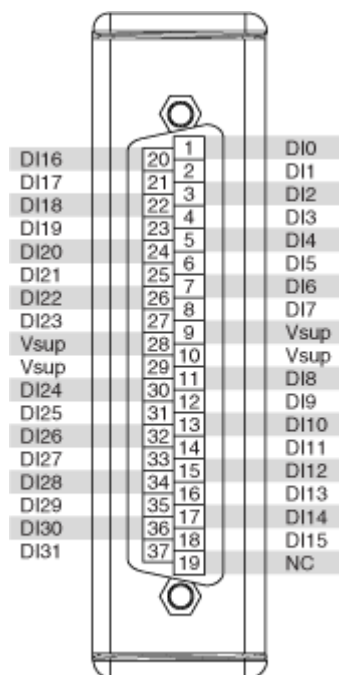 1 DI0
DI16 20
2 DI1
DI17 21
3 DI2
DI18 22
4 DI3
DI19 23
5 DI4
DI20 24
6 DI5
DI21 25
7 DI6
DI22 26
8 DI7
DI23 27
9 Vsup
Vsup 28
10 Vsup
Vsup 29
11 DI8
DI24 30
12 DI9
DI25 31
13 DI10
DI26 32
14 DI11
DI27 33
15 DI12
DI28 34
16 DI13
DI29 35
17 DI14
DI30 36
18 DI15
DI31 37
19 NC